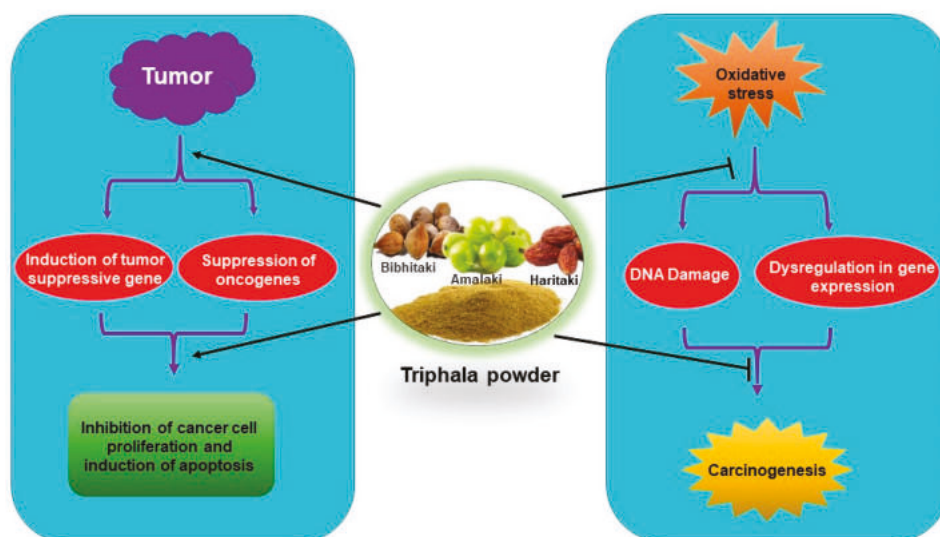 Tumor
Induction of tumor
suppressive gene
Suppression of
oncogenes
Inhibition of cancer cell
proliferation and
induction of apoptosis
Bibhitaki
Amalaki
Haritaki
Triphala powder
Oxidative
stress
DNA Damage
Dysregulation in gene
expression
Carcinogenesis